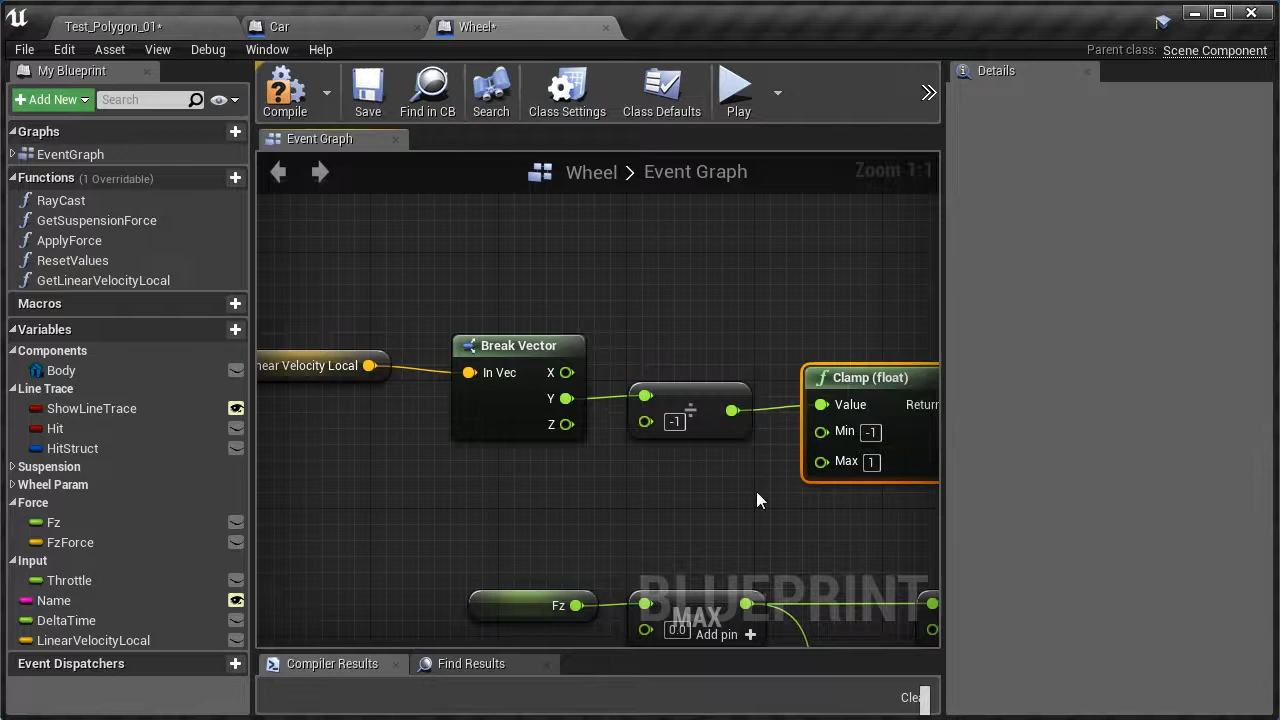 Test_Polygon_01*
Car
Wheel*
File Edit Asset View Debug Window Help
Parent class: Scene Component
My Blueprint
Details
Add New
Search
Compile
Save
Find in CB
Search
Class Settings
Class Defaults
Play
Graphs
EventGraph
Functions (1 Overridable)
RayCast
GetSuspensionForce
ApplyForce
ResetValues
GetLinearVelocityLocal
Macros
Variables
Components
Body
Line Trace
ShowLineTrace
Hit
HitStruct
Suspension
Wheel Param
Force
Fz
FzForce
Input
Throttle
Name
DeltaTime
LinearVelocityLocal
Event Dispatchers
Event Graph
Wheel > Event Graph
Zoom 1:1
near Velocity Local
Break Vector
In Vec X
Y
Z
÷
-1
Clamp (float)
Value Return
Min -1
Max 1
BLUEPRINT
Fz
MAX
0.0 Add pin
Compiler Results
Find Results
Clea